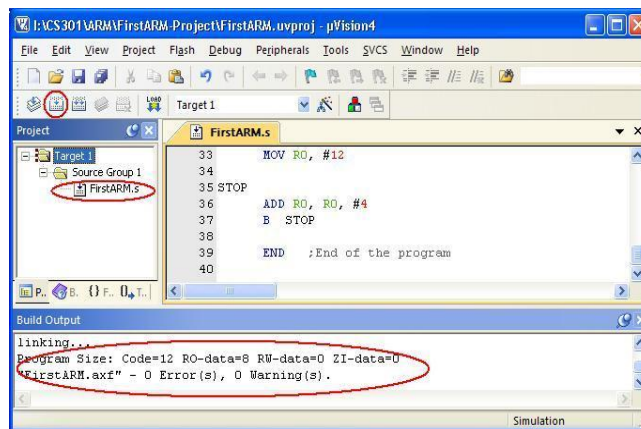 I:\CS301\ARM\FirstARM-Project\FirstARM.uvproj - µVision4
File Edit View Project Flash Debug Peripherals Tools SVCS Window Help
LOAD Target 1
Project
FirstARM.s
Target 1
Source Group 1
FirstARM.s
33 MOV R0, #12
34
35 STOP
36 ADD R0, R0, #4
37 B STOP
38
39 END ;End of the program
40
P.. B. {} F.. 0→ T..
Build Output
linking...
Program Size: Code=12 RO-data=8 RW-data=0 ZI-data=0
"FirstARM.axf" - 0 Error(s), 0 Warning(s).
Simulation